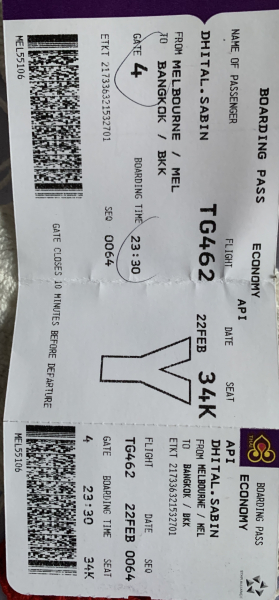 BOARDING PASS
ECONOMY
NAME OF PASSENGER
API
DHITAL.SABIN
FLIGHT DATE SEAT
TG462 22FEB 34K
FROM MELBOURNE / MEL
TO BANGKOK / BKK
GATE BOARDING TIME
4 23:30
Y
ETKT 217336321532701 SEQ 0064
GATE CLOSES 10 MINUTES BEFORE DEPARTURE
MEL55106
THAI
BOARDING PASS
ECONOMY
API
DHITAL.SABIN
FROM MELBOURNE / MEL
TO BANGKOK / BKK
ETKT 217336321532701
FLIGHT DATE SEQ
TG462 22FEB 0064
GATE BOARDING TIME SEAT
4 23:30 34K
MEL55106